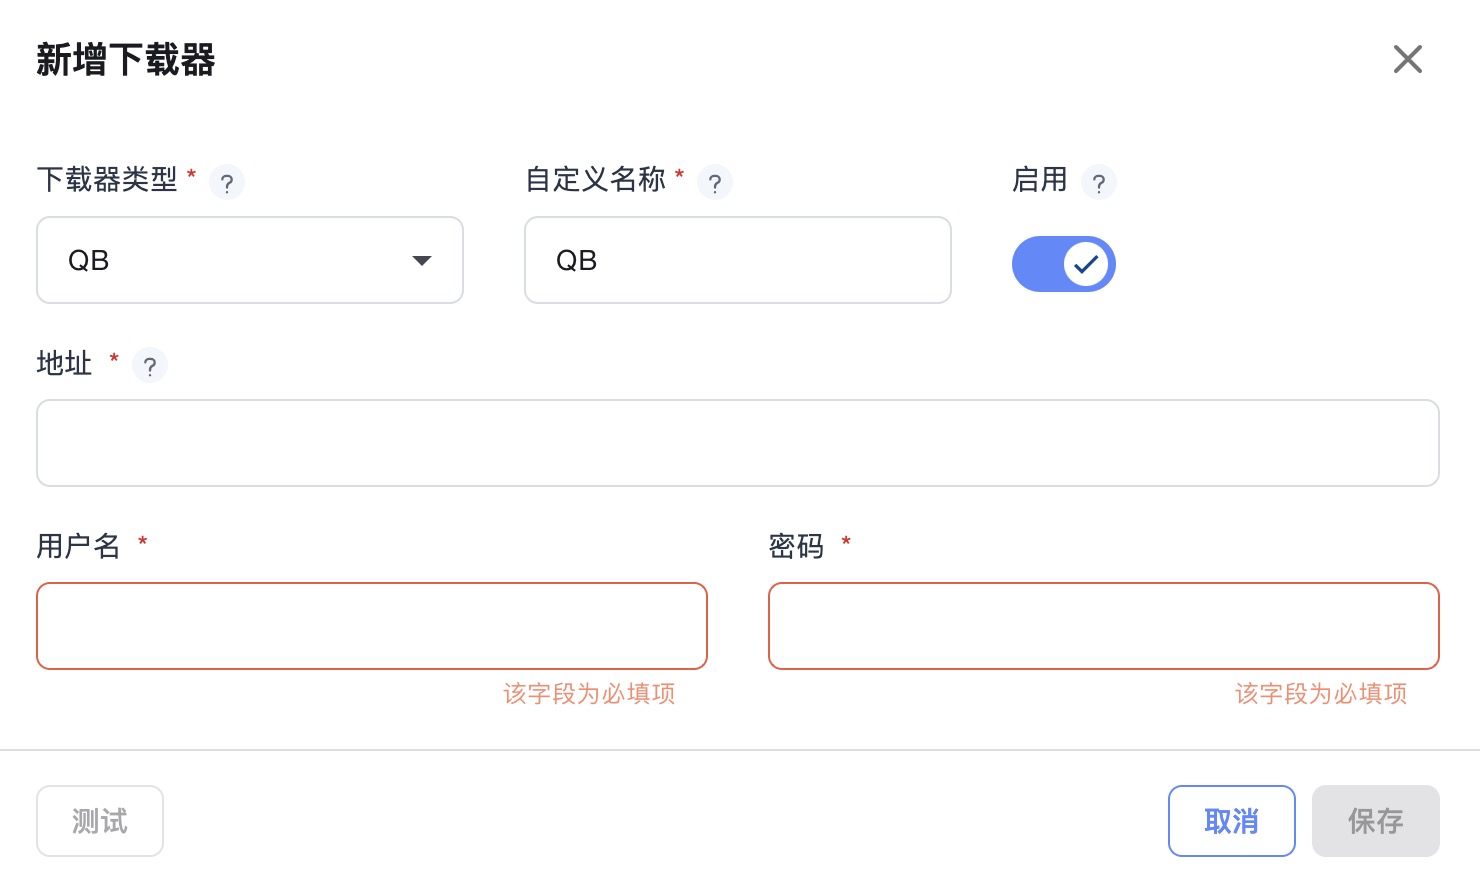 新增下载器
下载器类型 * ? 自定义名称 * ? 启用 ?
QB QB
地址 * ?
用户名 * 密码 *
该字段为必填项 该字段为必填项
测试 取消 保存